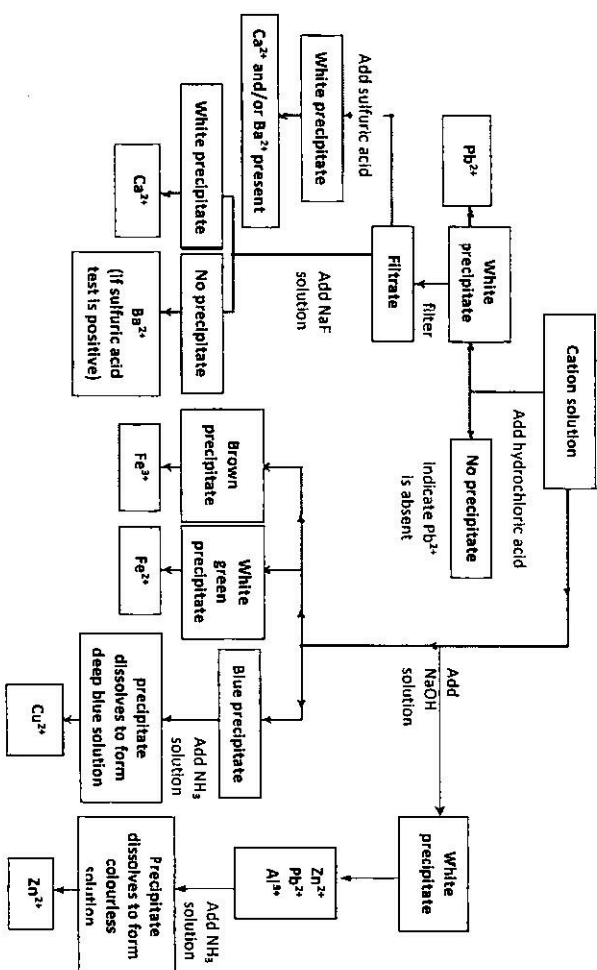 Cation solution
Add hydrochloric acid
White
precipitate
No precipitate
Indicate Pb²⁺
is absent
Pb²⁺
filter
Filtrate
Add sulfuric acid
White precipitate
Ca²⁺ and/or Ba²⁺ present
Add NaF
solution
White precipitate
No precipitate
Ca²⁺
Ba²⁺
(if sulfuric acid
test is positive)
Add
NaOH
solution
Brown
precipitate
Fe³⁺
White
green
precipitate
Fe²⁺
Blue precipitate
Add NH₃
solution
precipitate
dissolves to form
deep blue solution
Cu²⁺
White
precipitate
Zn²⁺
Pb²⁺
Al³⁺
Add NH₃
solution
Precipitate
dissolves to form
colourless
solution
Zn²⁺